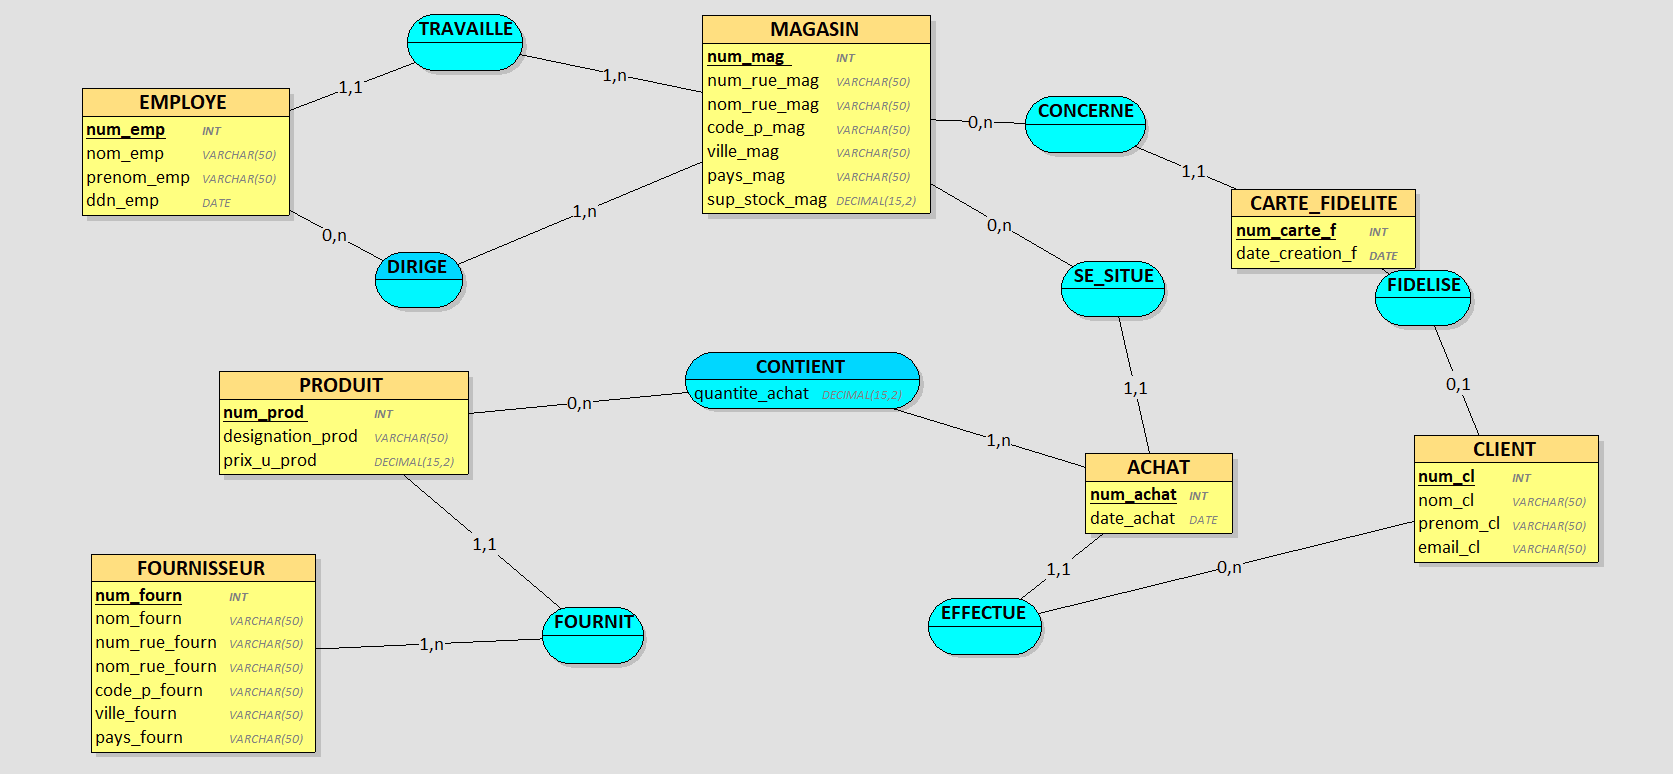 TRAVAILLE
1,1
1,n
MAGASIN
num_mag INT
num_rue_mag VARCHAR(50)
nom_rue_mag VARCHAR(50)
code_p_mag VARCHAR(50)
ville_mag VARCHAR(50)
pays_mag VARCHAR(50)
sup_stock_mag DECIMAL(15,2)
EMPLOYE
num_emp INT
nom_emp VARCHAR(50)
prenom_emp VARCHAR(50)
ddn_emp DATE
0,n
DIRIGE
1,n
0,n
CONCERNE
1,1
CARTE_FIDELITE
num_carte_f INT
date_creation_f DATE
FIDELISE
0,1
0,n
SE_SITUE
1,1
PRODUIT
num_prod INT
designation_prod VARCHAR(50)
prix_u_prod DECIMAL(15,2)
0,n
CONTIENT
quantite_achat DECIMAL(15,2)
1,n
ACHAT
num_achat INT
date_achat DATE
CLIENT
num_cl INT
nom_cl VARCHAR(50)
prenom_cl VARCHAR(50)
email_cl VARCHAR(50)
1,1
FOURNISSEUR
num_fourn INT
nom_fourn VARCHAR(50)
num_rue_fourn VARCHAR(50)
nom_rue_fourn VARCHAR(50)
code_p_fourn VARCHAR(50)
ville_fourn VARCHAR(50)
pays_fourn VARCHAR(50)
1,n
FOURNIT
1,1
EFFECTUE
0,n